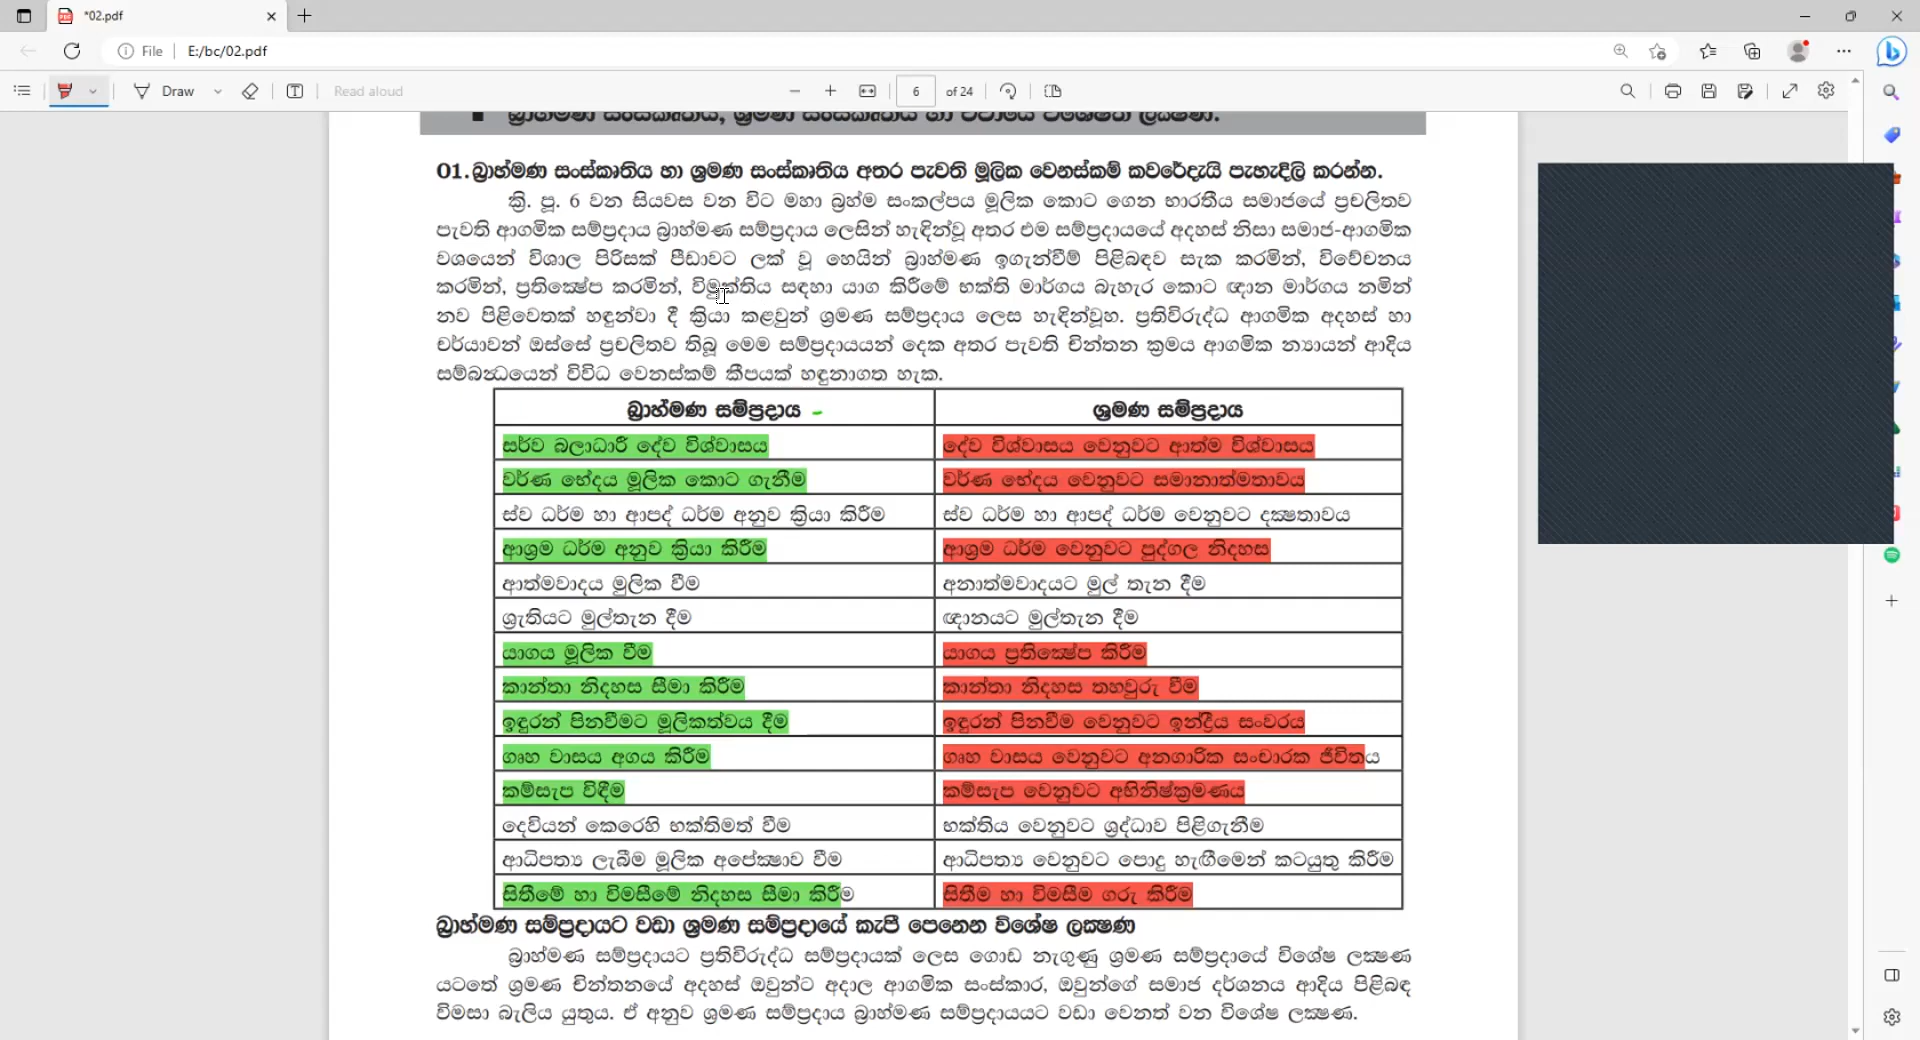 *02.pdf
File
E:/bc/02.pdf
Draw
Read aloud
6
of 24
බ්‍රාහ්මණ සංස්කෘතිය, ශ්‍රමණ සංස්කෘතිය හා එවායේ විශේෂිත ලක්‍ෂණ.
01. බ්‍රාහ්මණ සංස්කෘතිය හා ශ්‍රමණ සංස්කෘතිය අතර පැවති මූලික වෙනස්කම් කවරේදැයි පැහැදිලි කරන්න.
ක්‍රි. පූ. 6 වන සියවස වන විට මහා බ්‍රහ්ම සංකල්පය මූලික කොට ගෙන භාරතීය සමාජයේ ප්‍රචලිතව
පැවති ආගමික සම්ප්‍රදාය බ්‍රාහ්මණ සම්ප්‍රදාය ලෙසින් හැඳින්වූ අතර එම සම්ප්‍රදායයේ අදහස් නිසා සමාජ-ආගමික
වශයෙන් විශාල පිරිසක් පීඩාවට ලක් වූ හෙයින් බ්‍රාහ්මණ ඉගැන්වීම් පිළිබඳව සැක කරමින්, විවේචනය
කරමින්, ප්‍රතික්‍ෂේප කරමින්, විමුක්තිය සඳහා යාග කිරීමේ භක්ති මාර්ගය බැහැර කොට ඥාන මාර්ගය නමින්
නව පිළිවෙතක් හඳුන්වා දී ක්‍රියා කළවුන් ශ්‍රමණ සම්ප්‍රදාය ලෙස හැඳින්වූහ. ප්‍රතිවිරුද්ධ ආගමික අදහස් හා
චර්යාවන් ඔස්සේ ප්‍රචලිතව තිබූ මෙම සම්ප්‍රදායයන් දෙක අතර පැවති චින්තන ක්‍රමය ආගමික න්‍යායන් ආදිය
සම්බන්‍ධයෙන් විවිධ වෙනස්කම් කීපයක් හඳුනාගත හැක.
බ්‍රාහ්මණ සම්ප්‍රදාය	ශ්‍රමණ සම්ප්‍රදාය
සර්ව බලාධාරී දේව විශ්වාසය	දේව විශ්වාසය වෙනුවට ආත්ම විශ්වාසය
වර්ණ භේදය මූලික කොට ගැනීම	වර්ණ භේදය වෙනුවට සමානාත්මතාවය
ස්ව ධර්ම හා ආපද් ධර්ම අනුව ක්‍රියා කිරීම	ස්ව ධර්ම හා ආපද් ධර්ම වෙනුවට දක්‍ෂතාවය
ආශ්‍රම ධර්ම අනුව ක්‍රියා කිරීම	ආශ්‍රම ධර්ම වෙනුවට පුද්ගල නිදහස
ආත්මවාදය මුලික වීම	අනාත්මවාදයට මුල් තැන දීම
ශ්‍රැතියට මුල්තැන දීම	ඥානයට මුල්තැන දීම
යාගය මූලික වීම	යාගය ප්‍රතික්‍ෂේප කිරීම
කාන්තා නිදහස සීමා කිරීම	කාන්තා නිදහස තහවුරු වීම
ඉඳුරන් පිනවීමට මූලිකත්වය දීම	ඉඳුරන් පිනවීම වෙනුවට ඉන්ද්‍රීය සංවරය
ගෘහ වාසය අගය කිරීම	ගෘහ වාසය වෙනුවට අනගාරික සංචාරක ජීවිතය
කම්සැප විඳීම	කම්සැප වෙනුවට අභිනිෂ්ක්‍රමණය
දෙවියන් කෙරෙහි භක්තිමත් වීම	භක්තිය වෙනුවට ශ්‍රද්ධාව පිළිගැනීම
ආධිපත්‍ය ලැබීම මූලික අපේක්‍ෂාව වීම	ආධිපත්‍ය වෙනුවට පොදු හැඟීමෙන් කටයුතු කිරීම
සිතීමේ හා විමසීමේ නිදහස සීමා කිරීම	සිතීම හා විමසීම ගරු කිරීම
බ්‍රාහ්මණ සම්ප්‍රදායට වඩා ශ්‍රමණ සම්ප්‍රදායේ කැපී පෙනෙන විශේෂ ලක්‍ෂණ
බ්‍රාහ්මණ සම්ප්‍රදායට ප්‍රතිවිරුද්ධ සම්ප්‍රදායක් ලෙස ගොඩ නැගුණු ශ්‍රමණ සම්ප්‍රදායේ විශේෂ ලක්‍ෂණ
යටතේ ශ්‍රමණ චින්තනයේ අදහස් ඔවුන්ට අදාල ආගමික සංස්කාර, ඔවුන්ගේ සමාජ දර්ශනය ආදිය පිළිබඳ
විමසා බැලිය යුතුය. ඒ අනුව ශ්‍රමණ සම්ප්‍රදාය බ්‍රාහ්මණ සම්ප්‍රදායයට වඩා වෙනත් වන විශේෂ ලක්‍ෂණ.